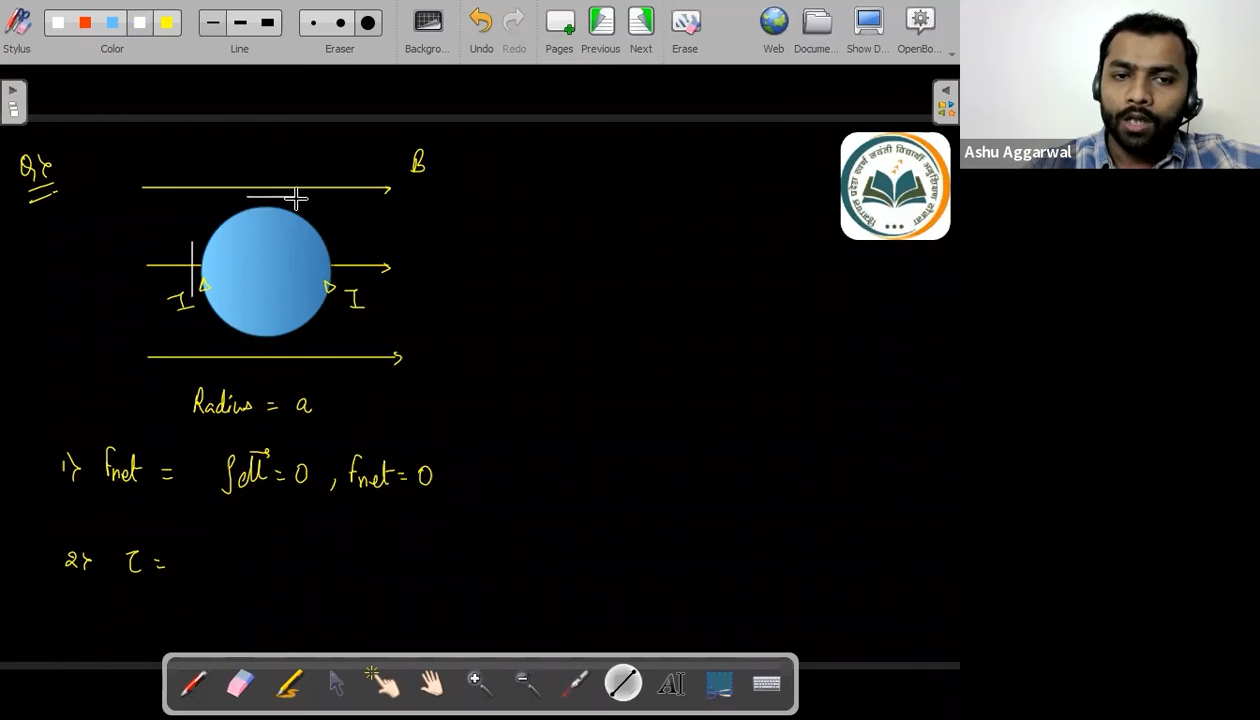 Stylus
Color
Line
Eraser
Backgro...
Undo
Redo
Pages
Previous
Next
Erase
Web
Docume...
Show D...
OpenBo...
Ashu Aggarwal
B
I
I
Radius = a
1) Fnet = ∫dl⃗ = 0 , Fnet = 0
2) τ =
AI